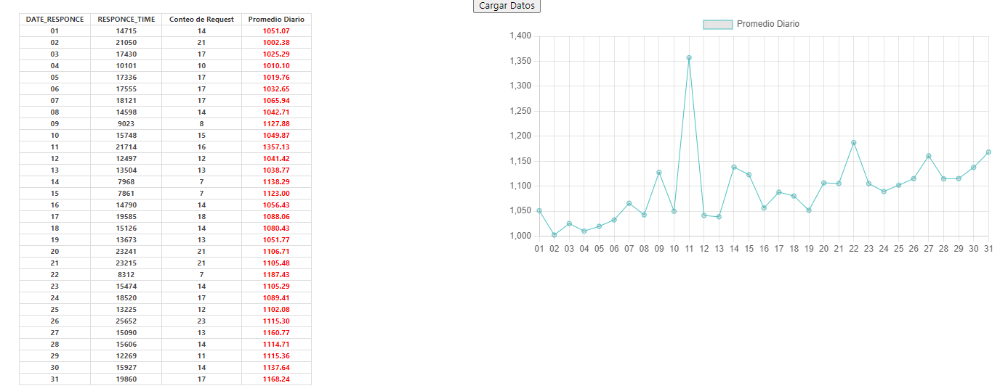 Cargar Datos
DATE_RESPONCE RESPONCE_TIME Conteo de Request Promedio Diario
01 14715 14 1051.07
02 21050 21 1002.38
03 17430 17 1025.29
04 10101 10 1010.10
05 17336 17 1019.76
06 17555 17 1032.65
07 18121 17 1065.94
08 14598 14 1042.71
09 9023 8 1127.88
10 15748 15 1049.87
11 21714 16 1357.13
12 12497 12 1041.42
13 13504 13 1038.77
14 7968 7 1138.29
15 7861 7 1123.00
16 14790 14 1056.43
17 19585 18 1088.06
18 15126 14 1080.43
19 13673 13 1051.77
20 23241 21 1106.71
21 23215 21 1105.48
22 8312 7 1187.43
23 15474 14 1105.29
24 18520 17 1089.41
25 13225 12 1102.08
26 25652 23 1115.30
27 15090 13 1160.77
28 15606 14 1114.71
29 12269 11 1115.36
30 15927 14 1137.64
31 19860 17 1168.24
Promedio Diario
1,400
1,350
1,300
1,250
1,200
1,150
1,100
1,050
1,000
01 02 03 04 05 06 07 08 09 10 11 12 13 14 15 16 17 18 19 20 21 22 23 24 25 26 27 28 29 30 31